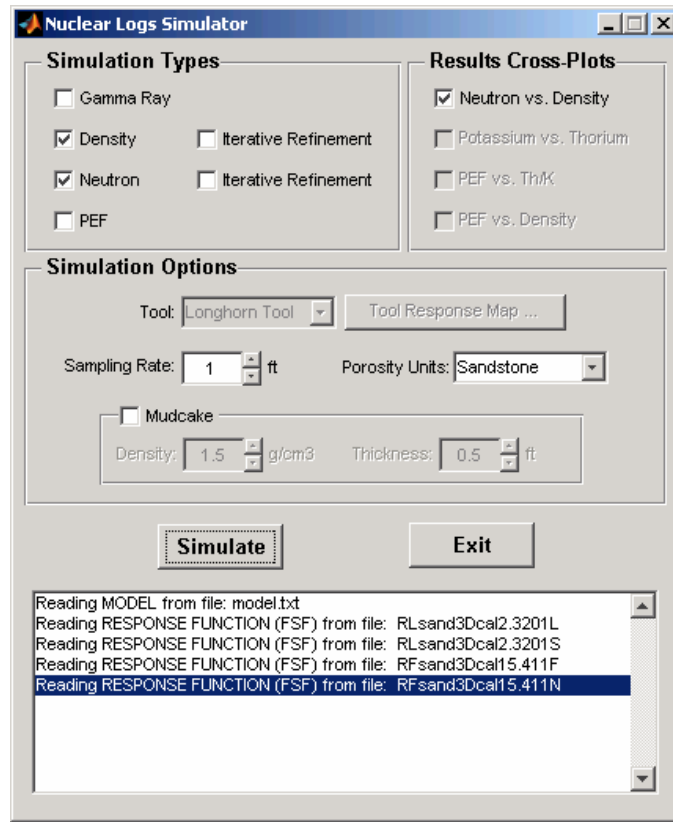 Nuclear Logs Simulator
Simulation Types
Gamma Ray
Density Iterative Refinement
Neutron Iterative Refinement
PEF
Results Cross-Plots
Neutron vs. Density
Potassium vs. Thorium
PEF vs. Th/K
PEF vs. Density
Simulation Options
Tool: Longhorn Tool Tool Response Map ...
Sampling Rate: 1 ft Porosity Units: Sandstone
Mudcake
Density: 1.5 g/cm3 Thickness: 0.5 ft
Simulate Exit
Reading MODEL from file: model.txt
Reading RESPONSE FUNCTION (FSF) from file: RLsand3Dcal2.3201L
Reading RESPONSE FUNCTION (FSF) from file: RLsand3Dcal2.3201S
Reading RESPONSE FUNCTION (FSF) from file: RFsand3Dcal15.411F
Reading RESPONSE FUNCTION (FSF) from file: RFsand3Dcal15.411N